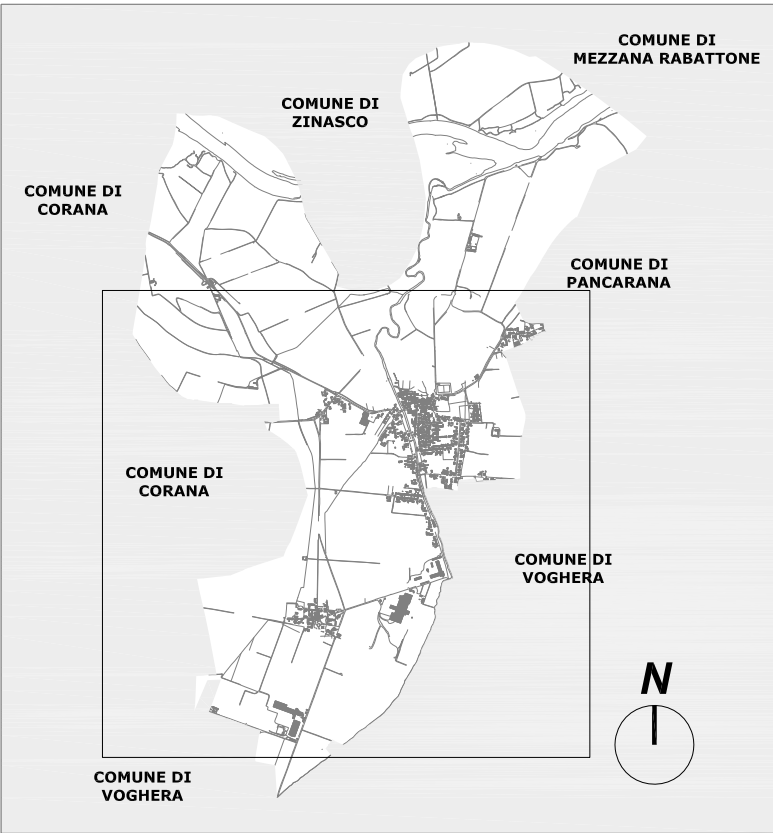 COMUNE DI
MEZZANA RABATTONE
COMUNE DI
ZINASCO
COMUNE DI
CORANA
COMUNE DI
PANCARANA
COMUNE DI
CORANA
COMUNE DI
VOGHERA
N
COMUNE DI
VOGHERA